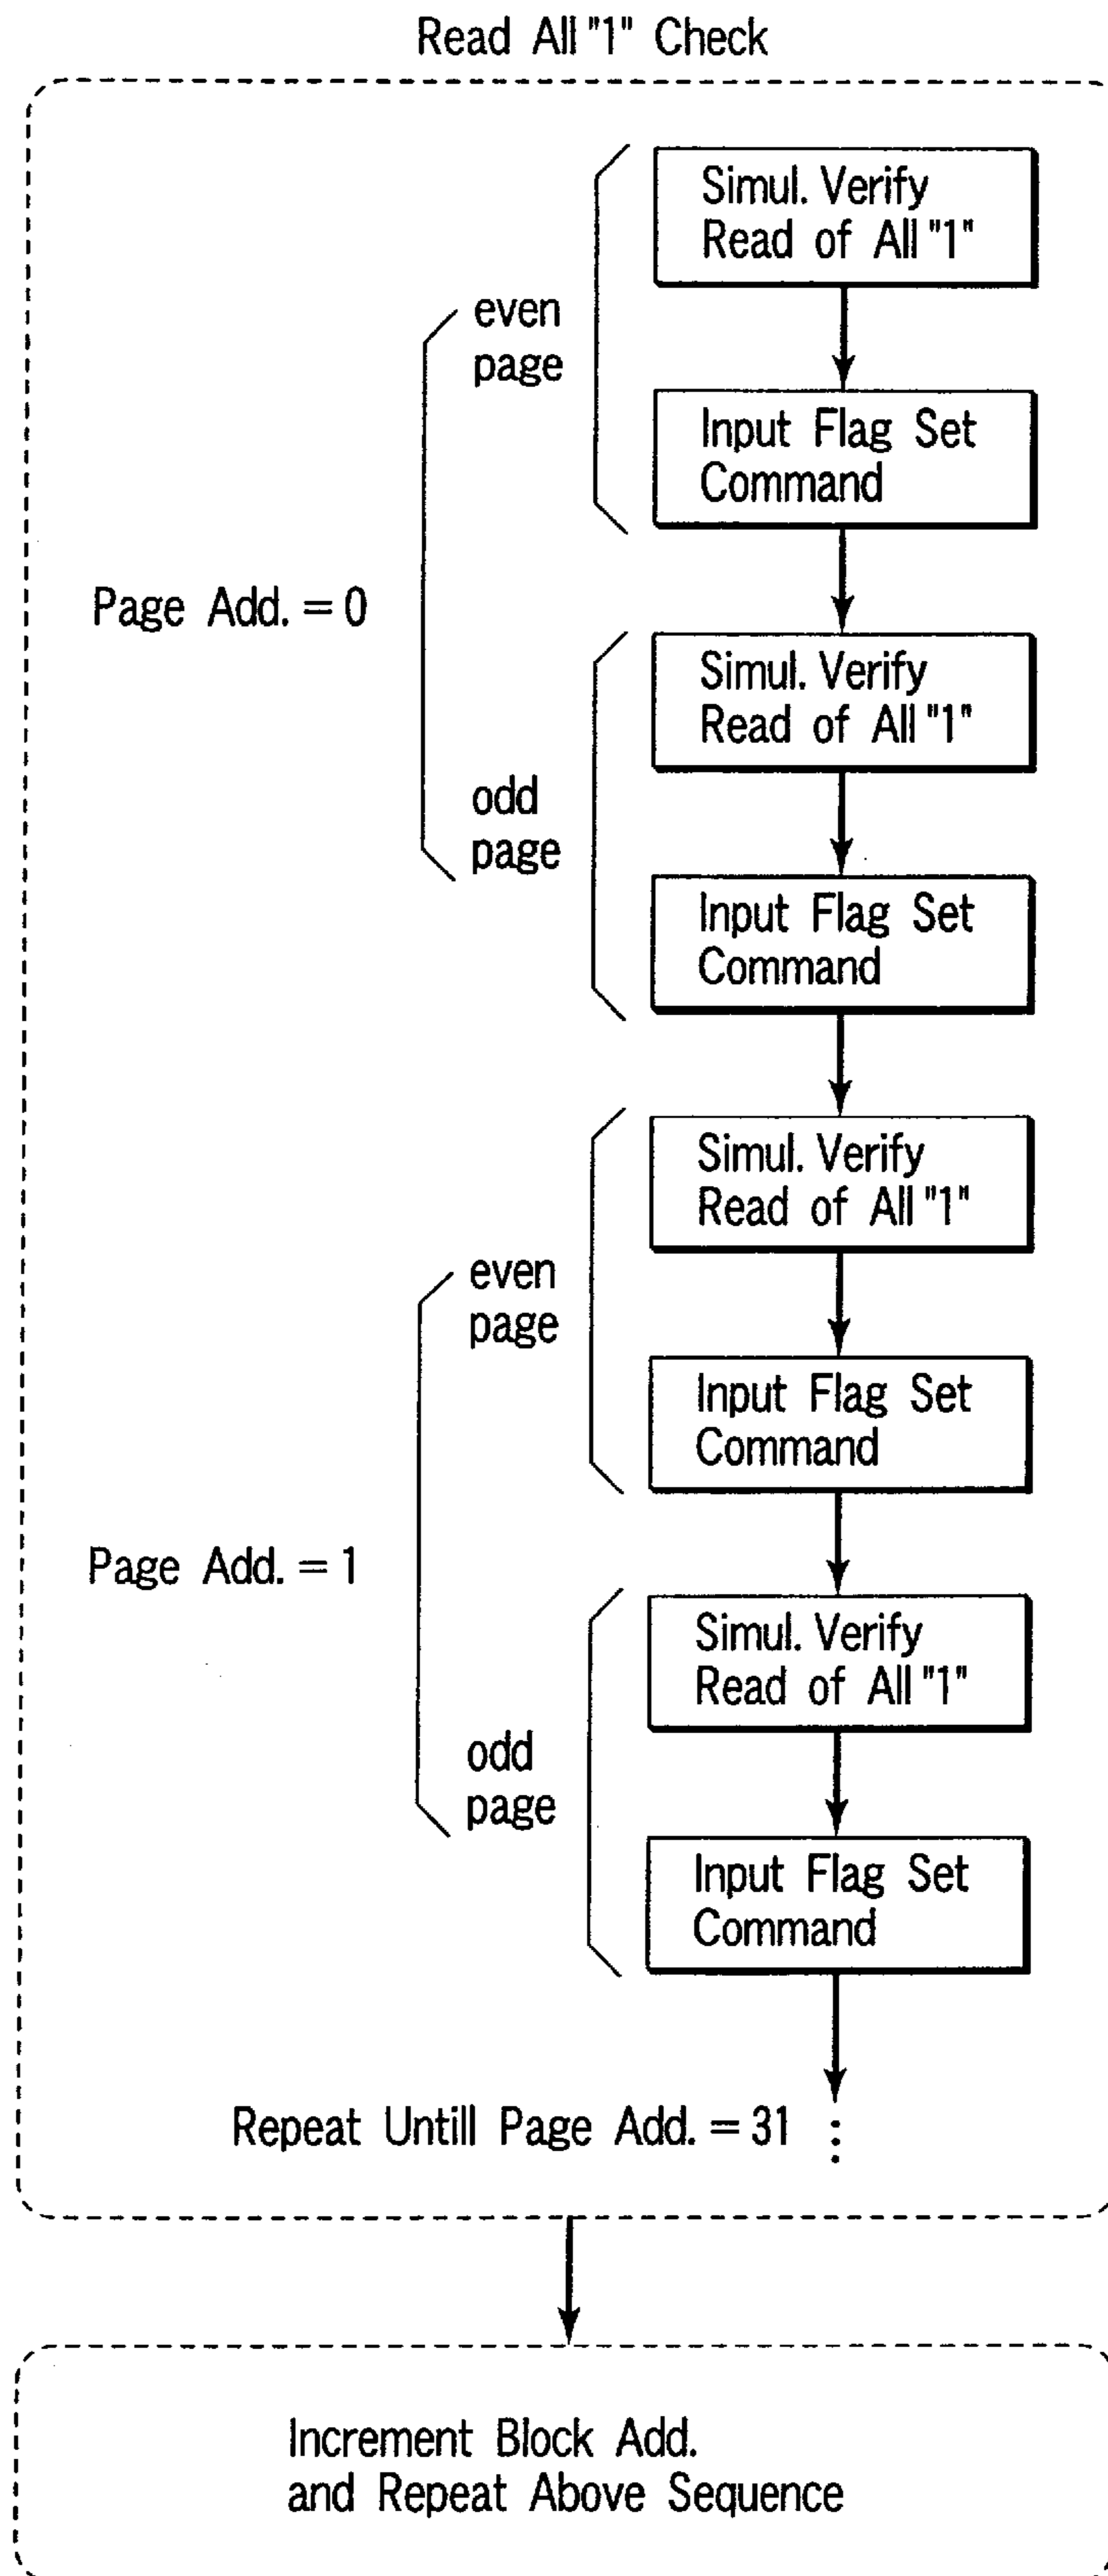 Read All "1" Check
Simul. Verify
Read of All "1"
even
page
Input Flag Set
Command
Page Add. = 0
Simul. Verify
Read of All "1"
odd
page
Input Flag Set
Command
Simul. Verify
Read of All "1"
even
page
Input Flag Set
Command
Page Add. = 1
Simul. Verify
Read of All "1"
odd
page
Input Flag Set
Command
Repeat Untill Page Add. = 31
Increment Block Add.
and Repeat Above Sequence